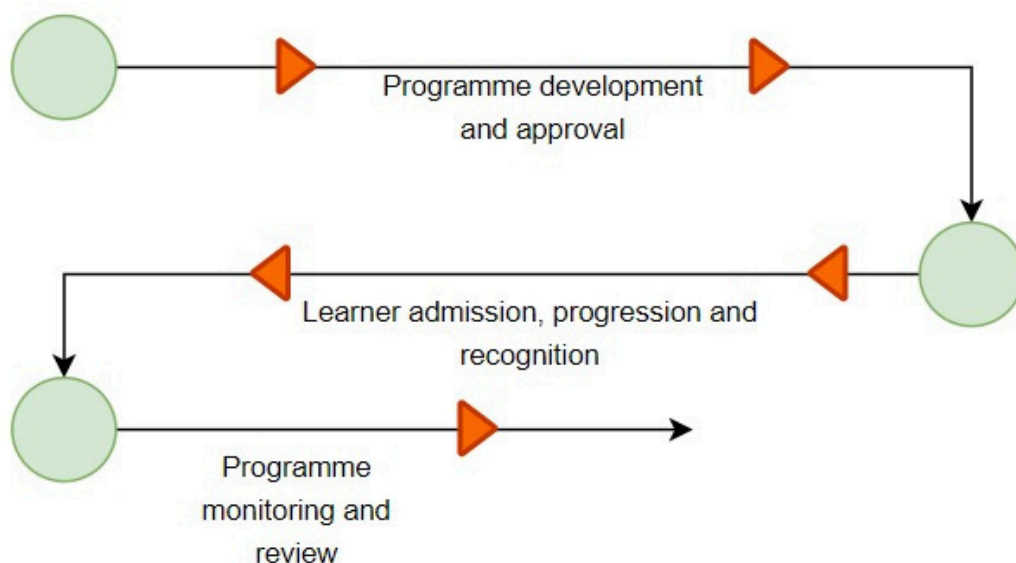 Programme development
and approval
Learner admission, progression and
recognition
Programme
monitoring and
review